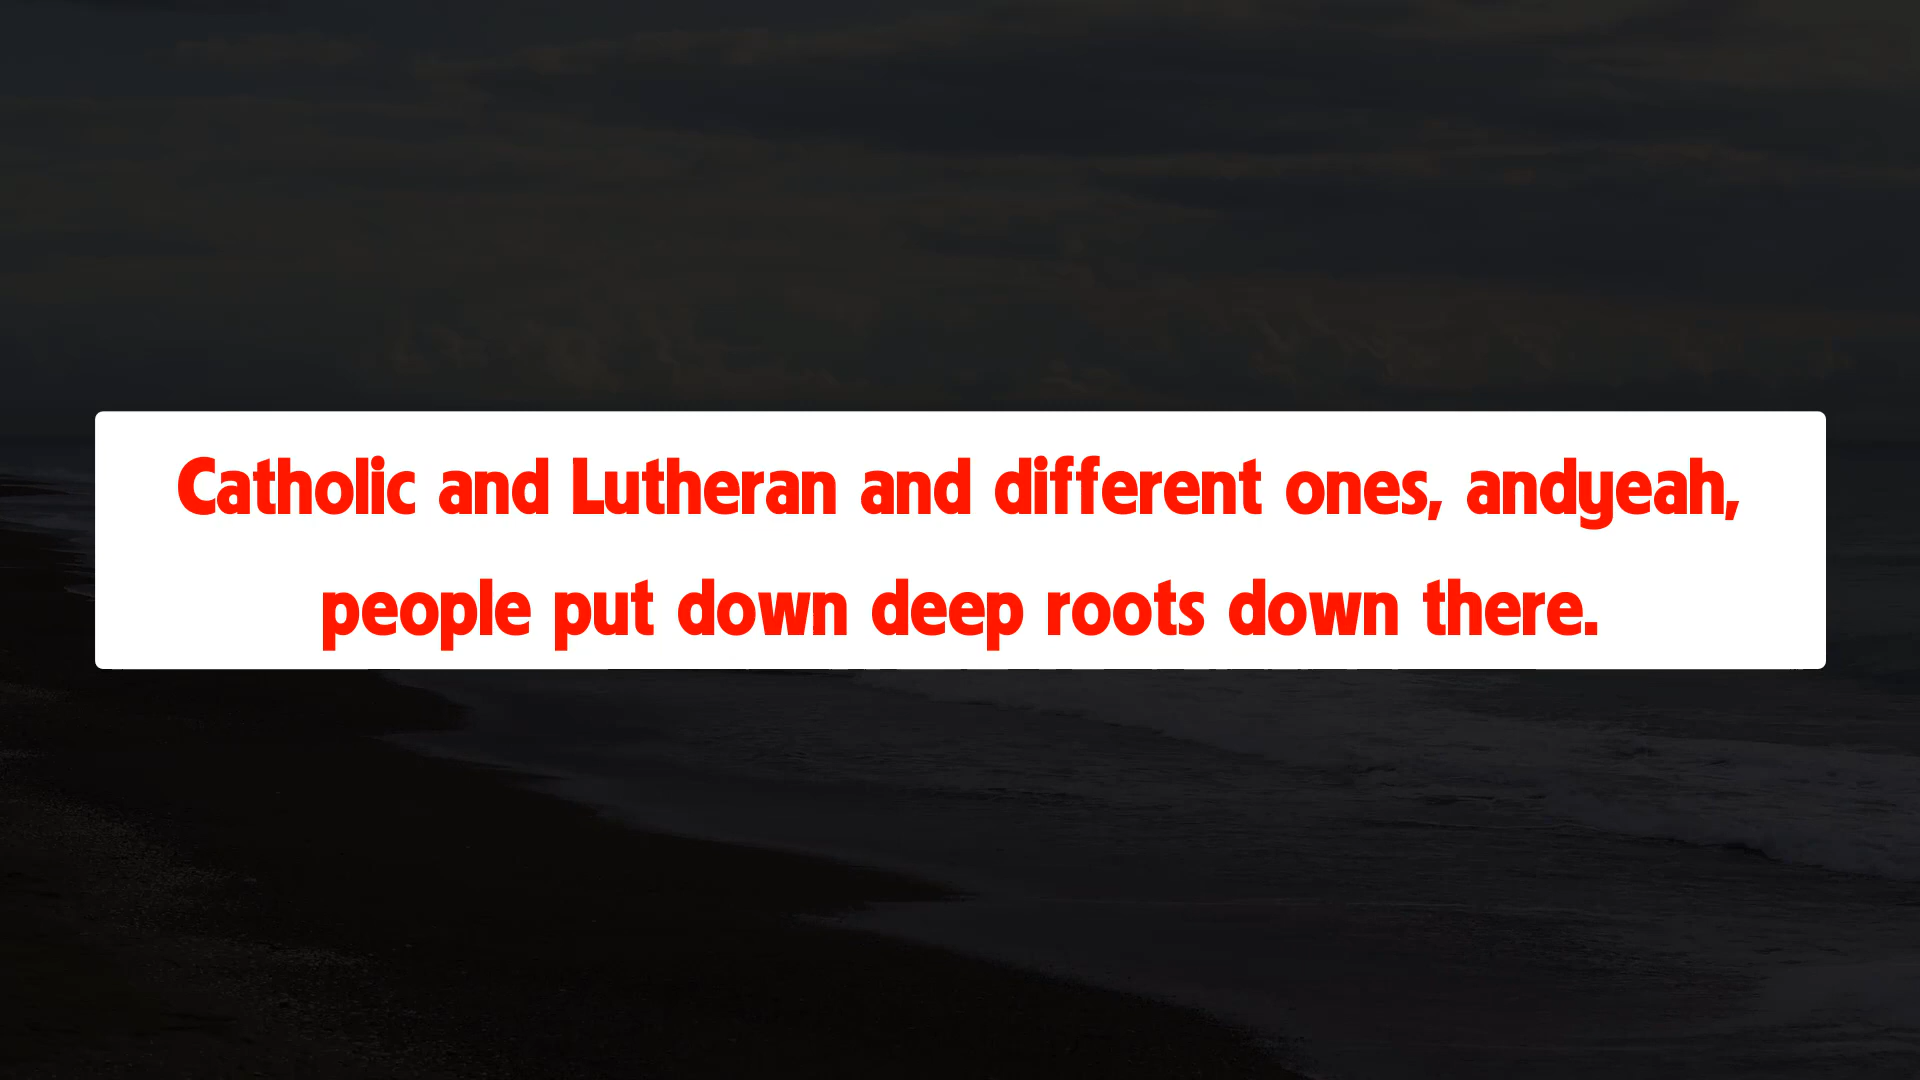 Catholic and Lutheran and different ones, andyeah,
people put down deep roots down there.